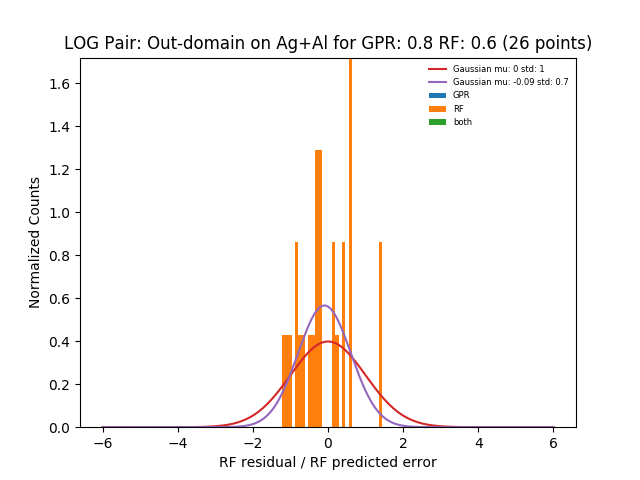 LOG Pair: Out-domain on Ag+Al for GPR: 0.8 RF: 0.6 (26 points)
Gaussian mu: 0 std: 1
Gaussian mu: -0.09 std: 0.7
GPR
RF
both
Normalized Counts
1.6
1.4
1.2
1.0
0.8
0.6
0.4
0.2
0.0
−6 −4 −2 0 2 4 6
RF residual / RF predicted error